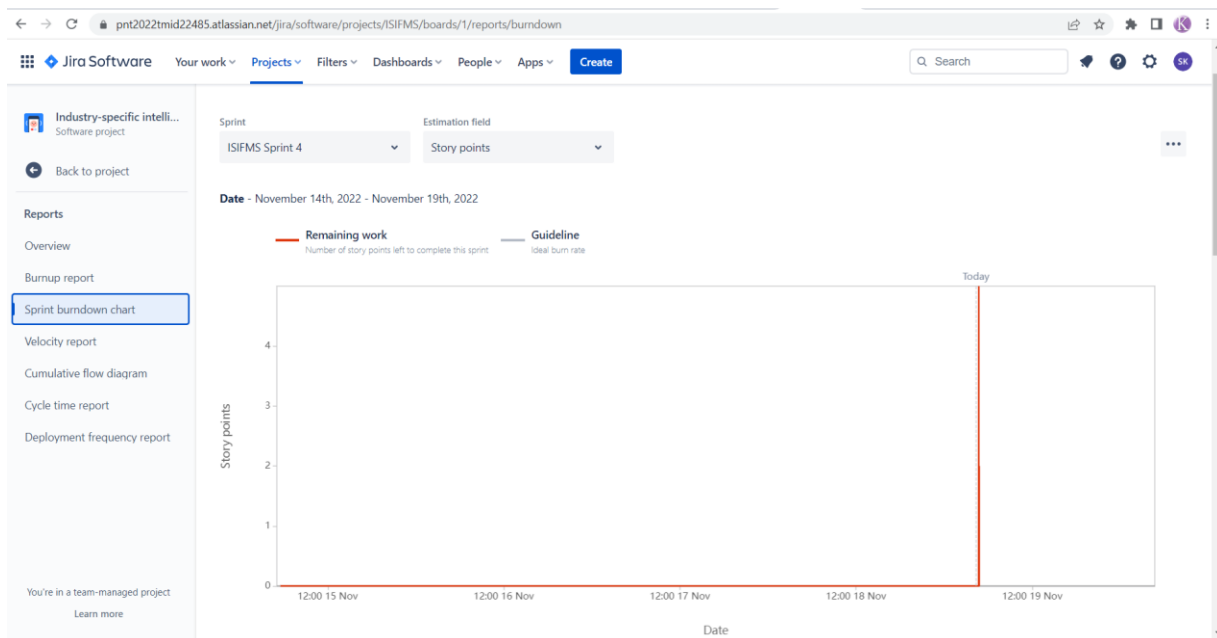 pnt2022tmid22485.atlassian.net/jira/software/projects/ISIFMS/boards/1/reports/burndown
K
Jira Software
Your work
Projects
Filters
Dashboards
People
Apps
Create
Search
SK
Industry-specific intelli...
Software project
Back to project
Reports
Overview
Burnup report
Sprint burndown chart
Velocity report
Cumulative flow diagram
Cycle time report
Deployment frequency report
You're in a team-managed project
Learn more
Sprint
Estimation field
ISIFMS Sprint 4
Story points
Date - November 14th, 2022 - November 19th, 2022
Remaining work
Number of story points left to complete this sprint
Guideline
Ideal burn rate
Today
4
3
2
1
0
Story points
12:00 15 Nov
12:00 16 Nov
12:00 17 Nov
12:00 18 Nov
12:00 19 Nov
Date